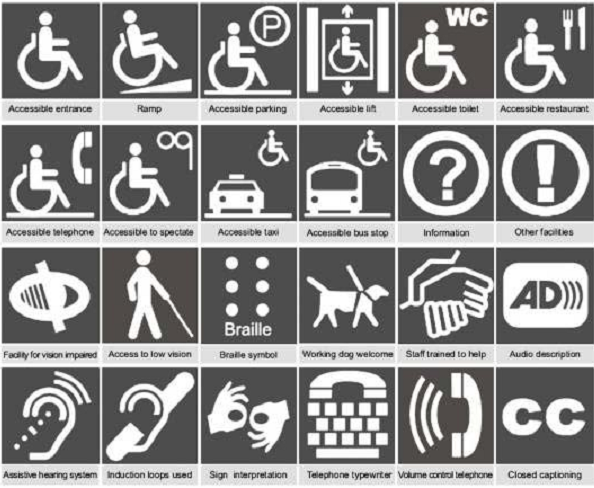 P
WC
Accessible entrance
Ramp
Accessible parking
Accessible lift
Accessible toilet
Accessible restaurant
Accessible telephone
Accessible to spectate
Accessible taxi
Accessible bus stop
Information
Other facilities
Braille
AD
Facility for vision impaired
Access to low vision
Braille symbol
Working dog welcome
Staff trained to help
Audio description
CC
Assistive hearing system
Induction loops used
Sign interpretation
Telephone typewriter
Volume control telephone
Closed captioning